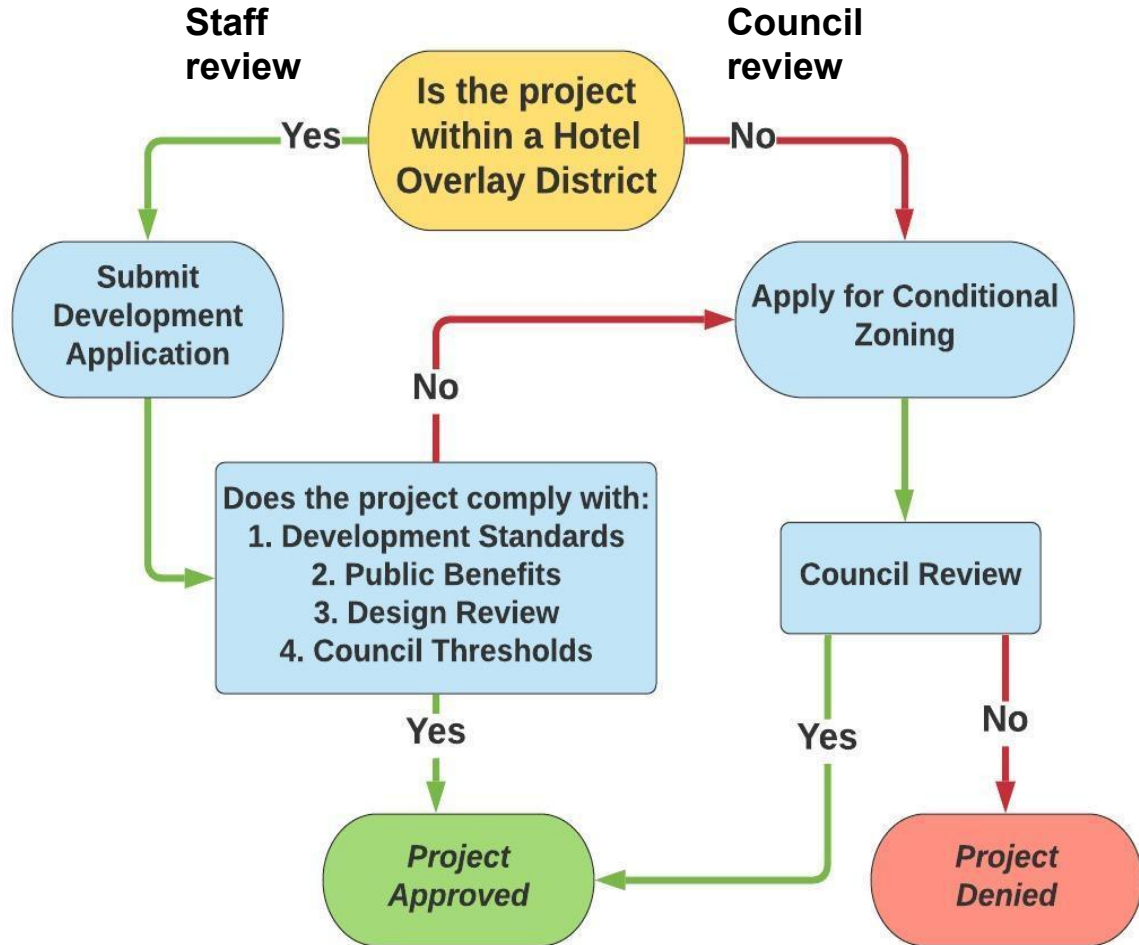 Staff
review
Council
review
Is the project
within a Hotel
Overlay District
Yes
No
Submit
Development
Application
Apply for Conditional
Zoning
No
Does the project comply with:
1. Development Standards
2. Public Benefits
3. Design Review
4. Council Thresholds
Council Review
Yes
Yes
No
Project
Approved
Project
Denied